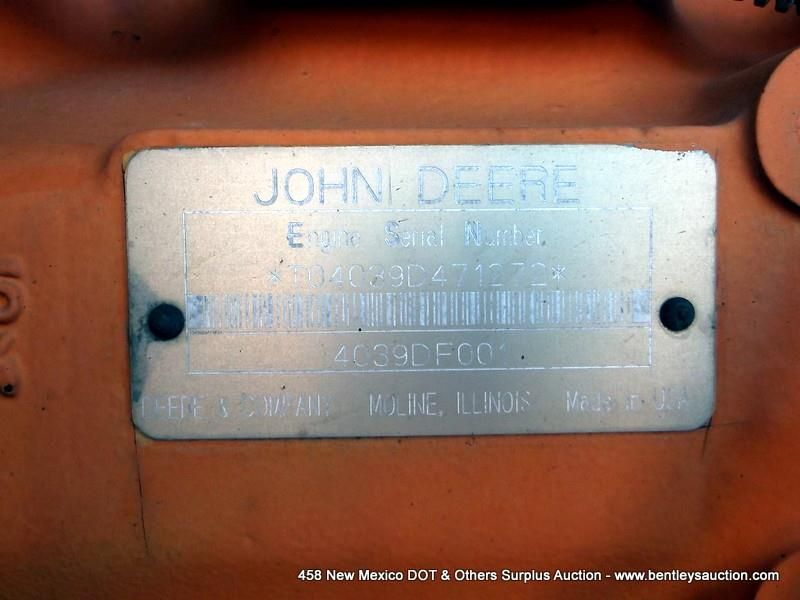 JOHN DEERE
Engine Serial Number
*T04039D471272*
4039DF001
DEERE & COMPANY MOLINE, ILLINOIS Made in USA
458 New Mexico DOT & Others Surplus Auction - www.bentleysauction.com